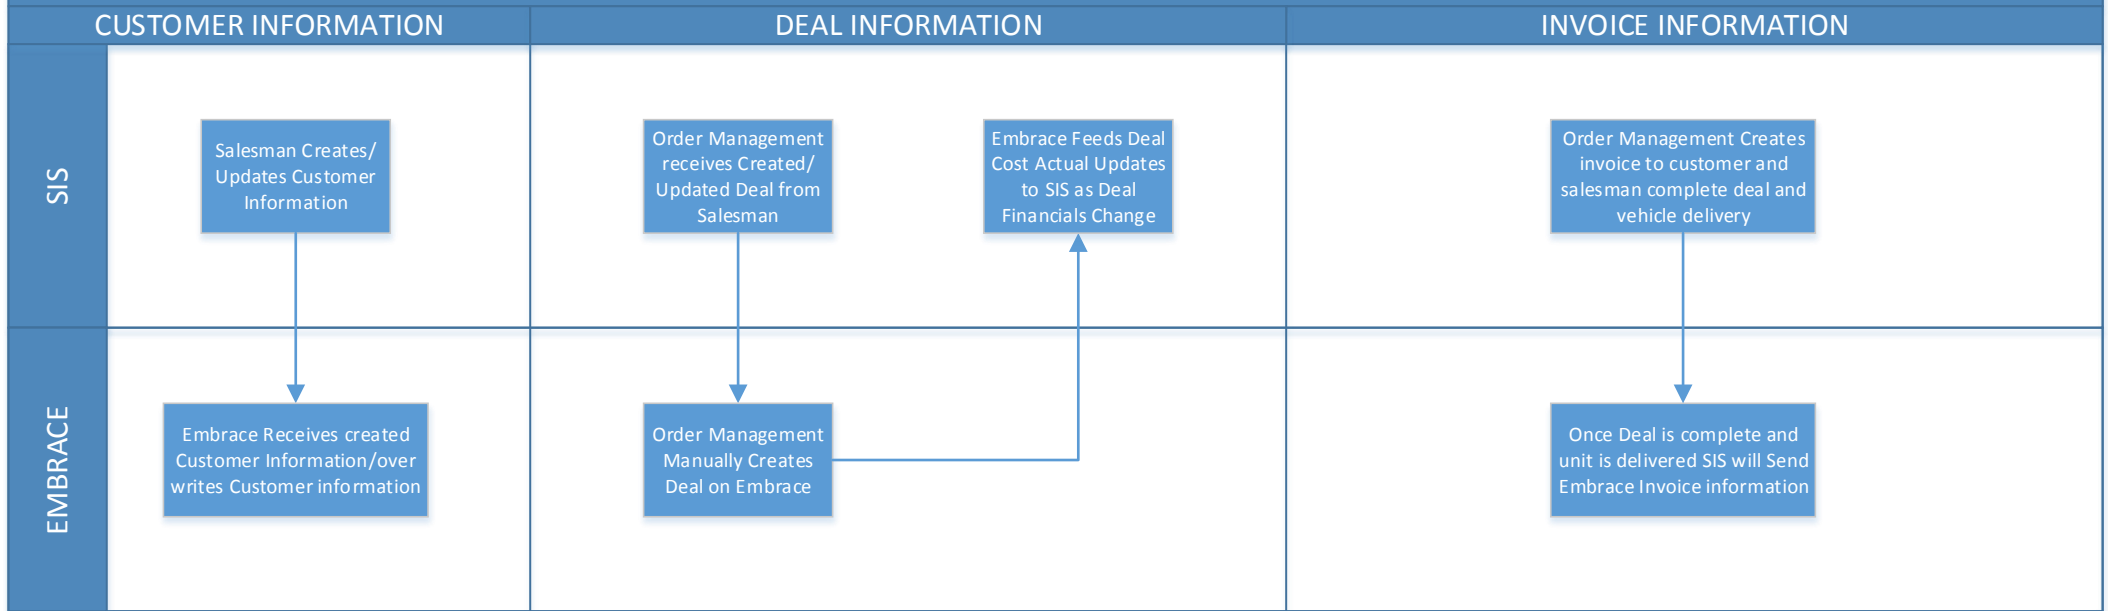 CUSTOMER INFORMATION
DEAL INFORMATION
INVOICE INFORMATION
SIS
Salesman Creates/
Updates Customer
Information
Order Management
receives Created/
Updated Deal from
Salesman
Embrace Feeds Deal
Cost Actual Updates
to SIS as Deal
Financials Change
Order Management Creates
invoice to customer and
salesman complete deal and
vehicle delivery
EMBRACE
Embrace Receives created
Customer Information/over
writes Customer information
Order Management
Manually Creates
Deal on Embrace
Once Deal is complete and
unit is delivered SIS will Send
Embrace Invoice information